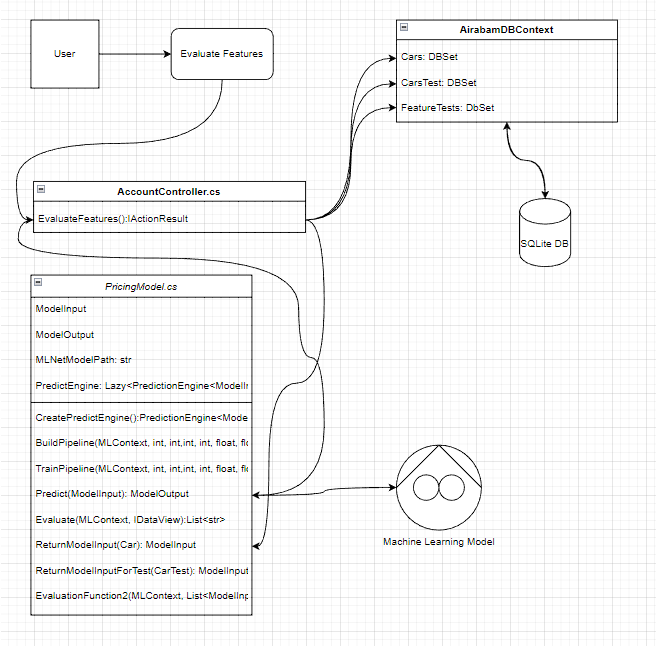 User
Evaluate Features
AirabamDBContext
Cars: DBSet
CarsTest: DBSet
FeatureTests: DbSet
AccountController.cs
EvaluateFeatures():IActionResult
SQLite DB
PricingModel.cs
ModelInput
ModelOutput
MLNetModelPath: str
PredictEngine: Lazy<PredictionEngine<ModelIn
CreatePredictEngine():PredictionEngine<Mode
BuildPipeline(MLContext, int, int,int, int, float, flo
TrainPipeline(MLContext, int, int,int, int, float, flo
Predict(ModelInput): ModelOutput
Evaluate(MLContext, IDataView):List<str>
ReturnModelInput(Car): ModelInput
ReturnModelInputForTest(CarTest): ModelInput
EvaluationFunction2(MLContext, List<ModelInp
Machine Learning Model